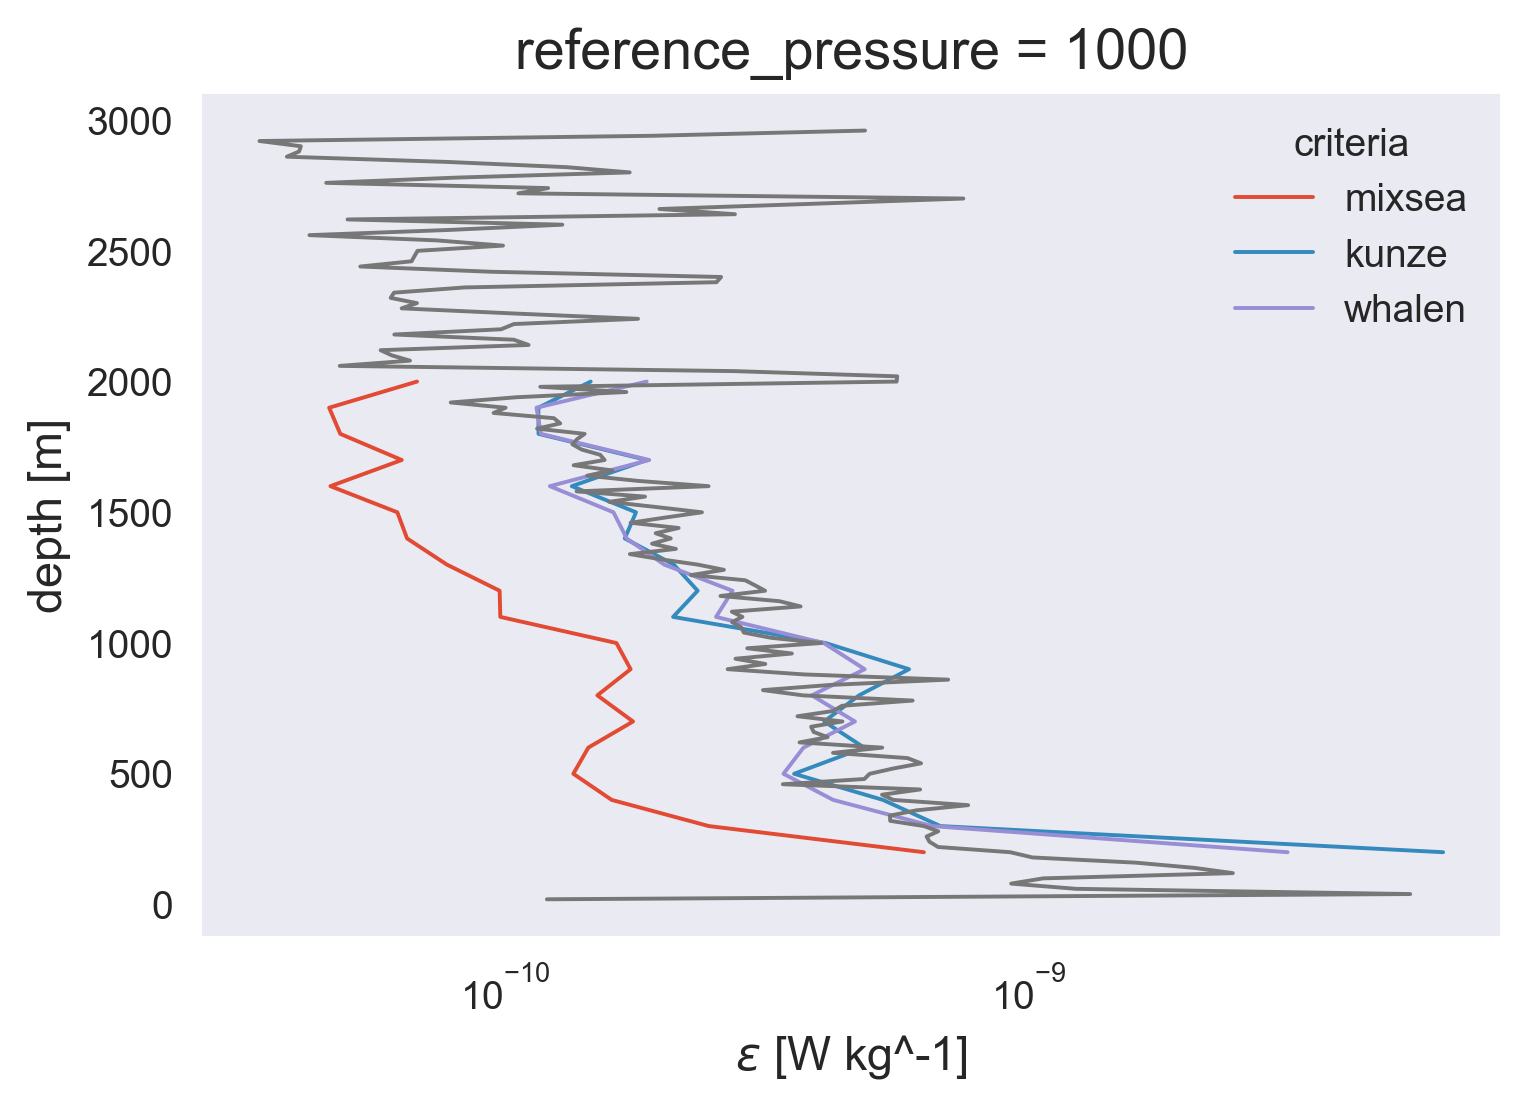 reference_pressure = 1000
3000
2500
2000
1500
1000
500
0
depth [m]
criteria
mixsea
kunze
whalen
10^−10
10^−9
ε [W kg^-1]